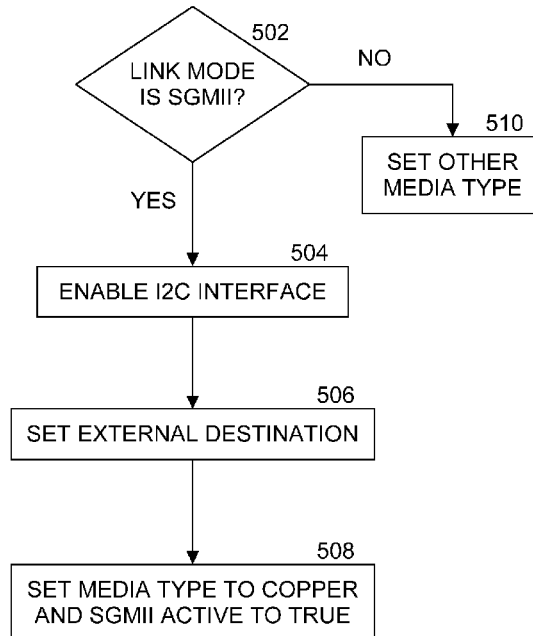 502
LINK MODE
IS SGMII?
NO
510
SET OTHER
MEDIA TYPE
YES
504
ENABLE I2C INTERFACE
506
SET EXTERNAL DESTINATION
508
SET MEDIA TYPE TO COPPER
AND SGMII ACTIVE TO TRUE